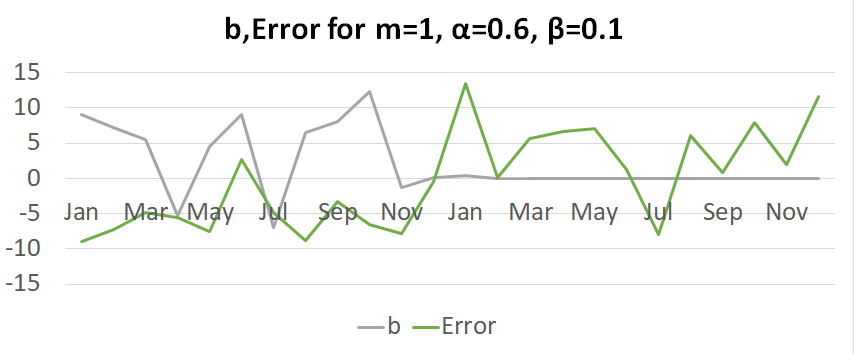 b,Error for m=1, α=0.6, β=0.1
15
10
5
0
-5
-10
-15
Jan Mar May Jul Sep Nov Jan Mar May Jul Sep Nov
b Error